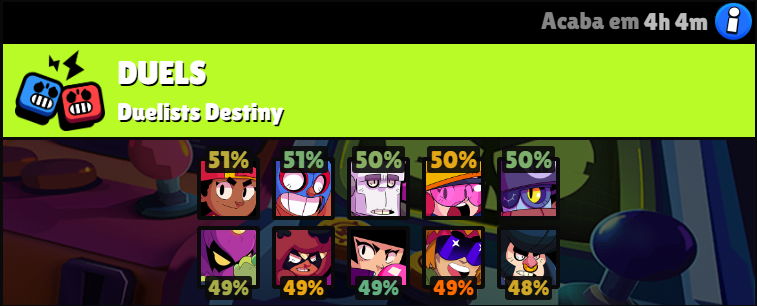 Acaba em 4h 4m
DUELS
Duelists Destiny
51% 51% 50% 50% 50%
49% 49% 49% 49% 48%